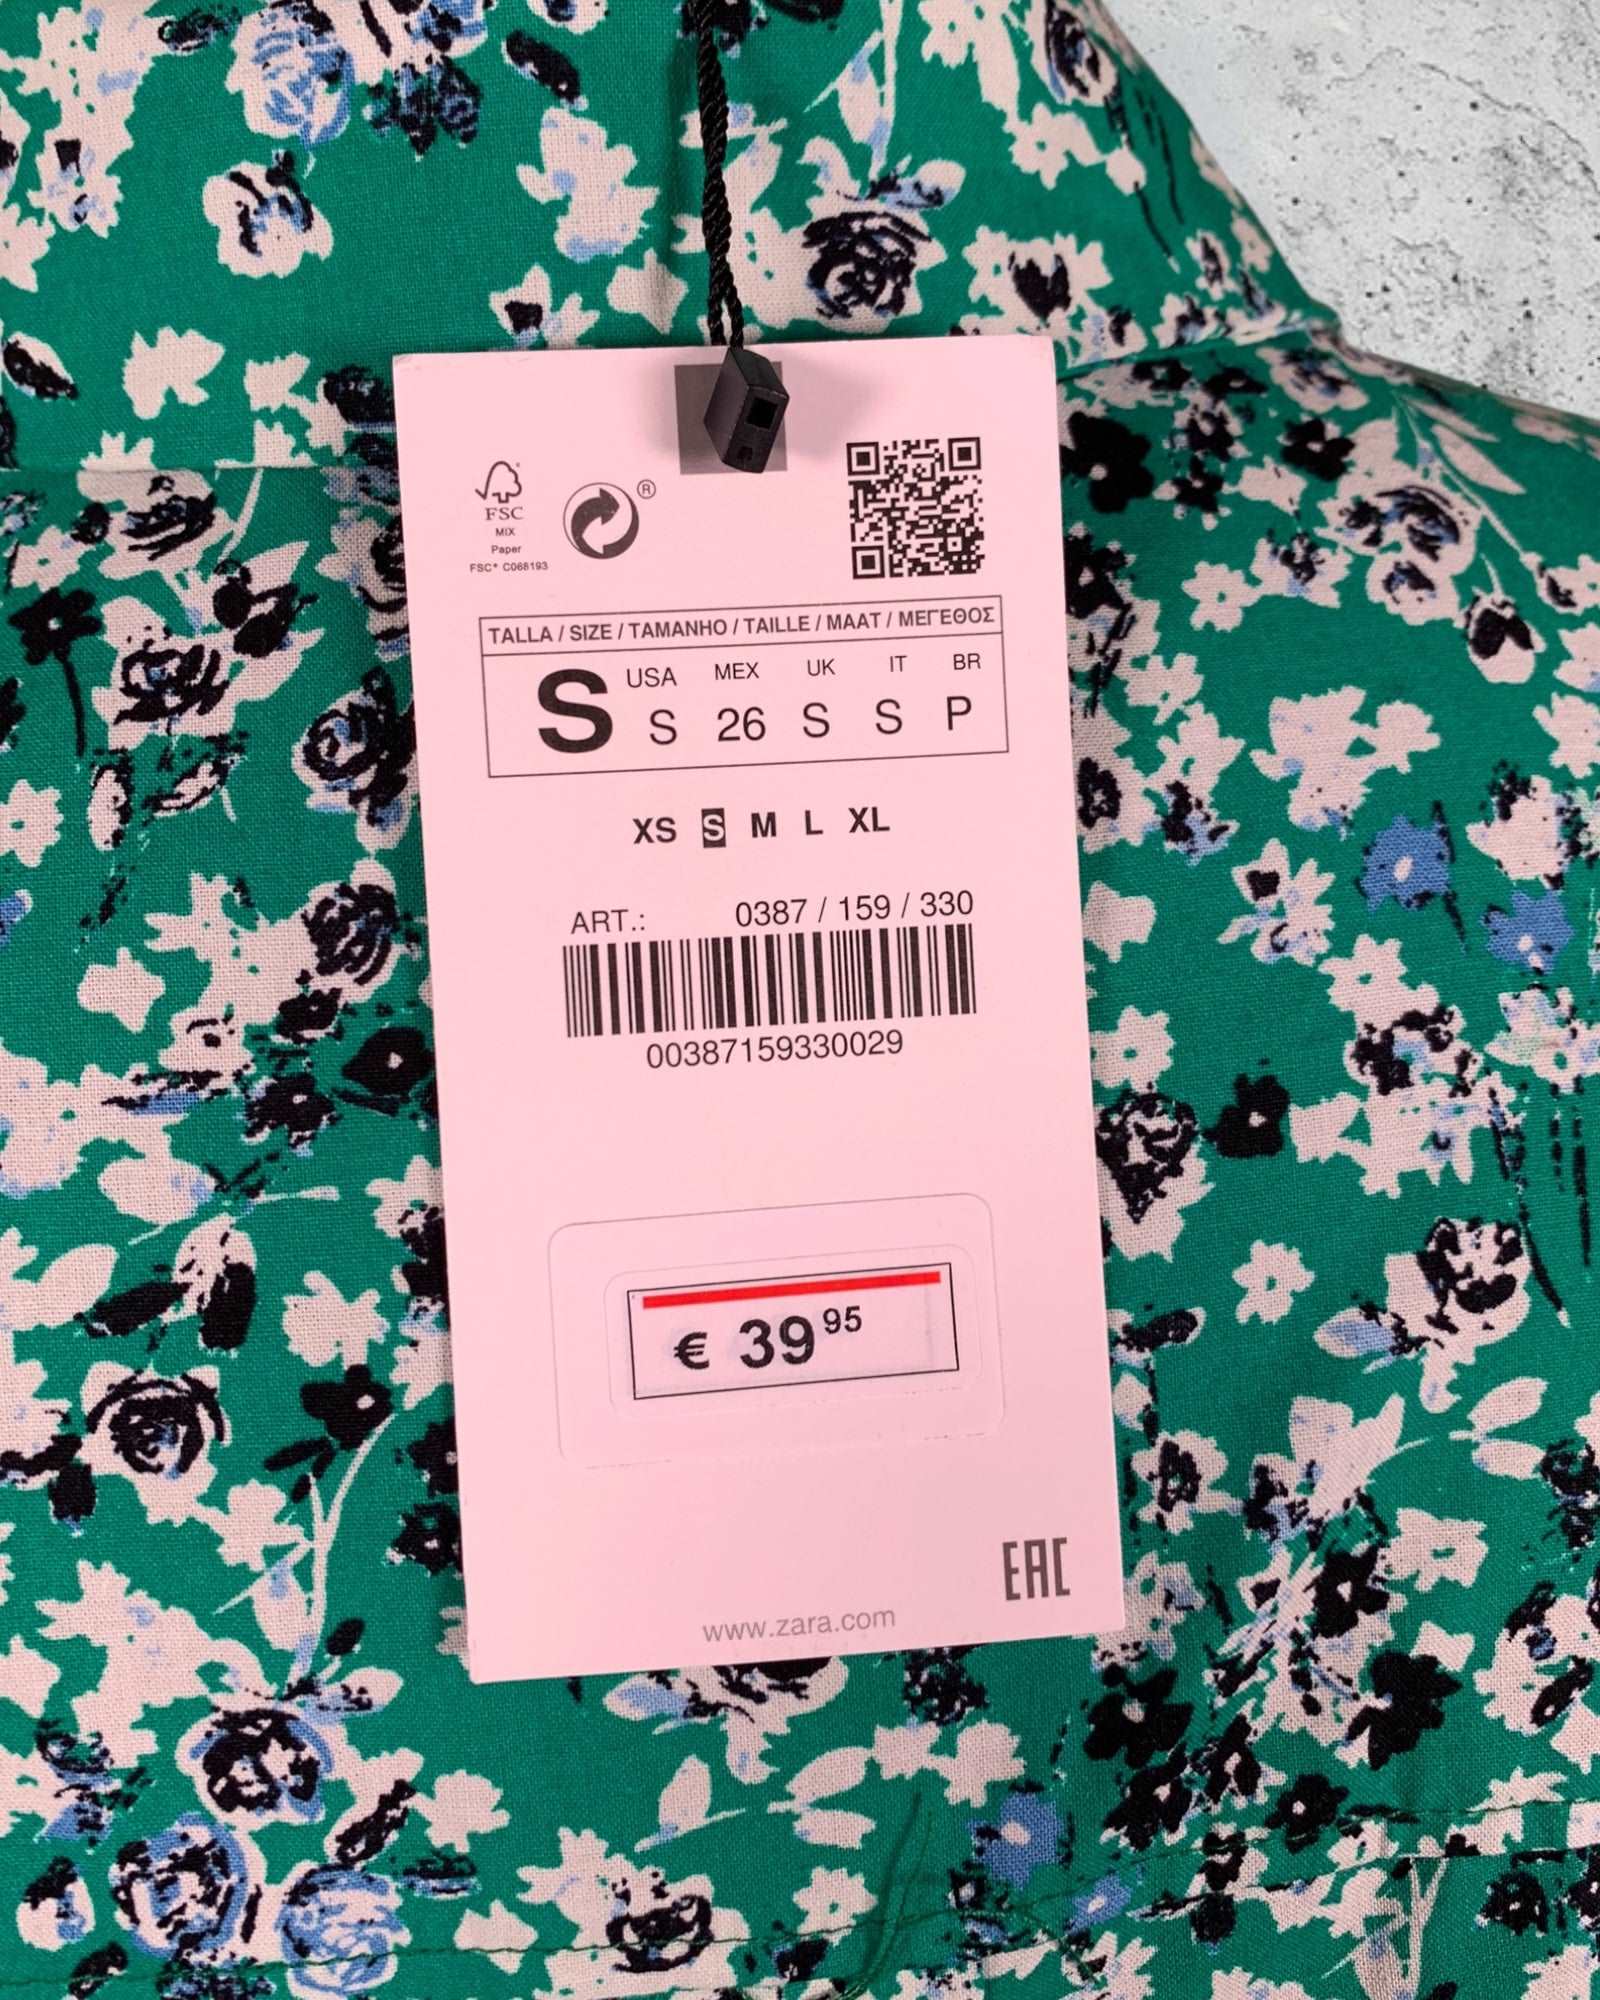 FSC
MIX
Paper
FSC® C068193
®
TALLA / SIZE / TAMANHO / TAILLE / MAAT / ΜΕΓΕΘΟΣ
USA MEX UK IT BR
S S 26 S S P
XS S M L XL
ART.: 0387 / 159 / 330
00387159330029
€ 39 95
EAC
www.zara.com